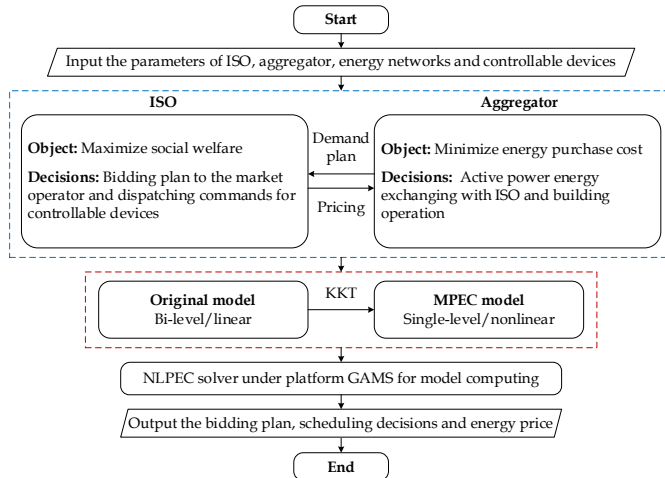 Start
Input the parameters of ISO, aggregator, energy networks and controllable devices
ISO
Aggregator
Object: Maximize social welfare
Decisions: Bidding plan to the market
operator and dispatching commands for
controllable devices
Demand
plan
Pricing
Object: Minimize energy purchase cost
Decisions: Active power energy
exchanging with ISO and building
operation
Original model
Bi-level/linear
KKT
MPEC model
Single-level/nonlinear
NLPEC solver under platform GAMS for model computing
Output the bidding plan, scheduling decisions and energy price
End